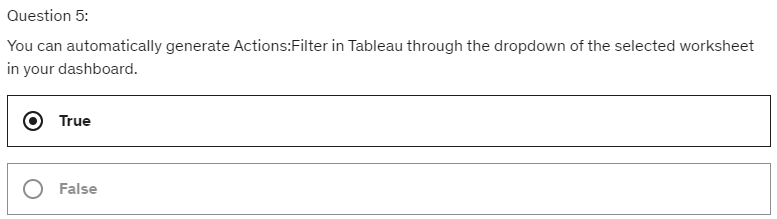 Question 5:
You can automatically generate Actions:Filter in Tableau through the dropdown of the selected worksheet
in your dashboard.
True
False